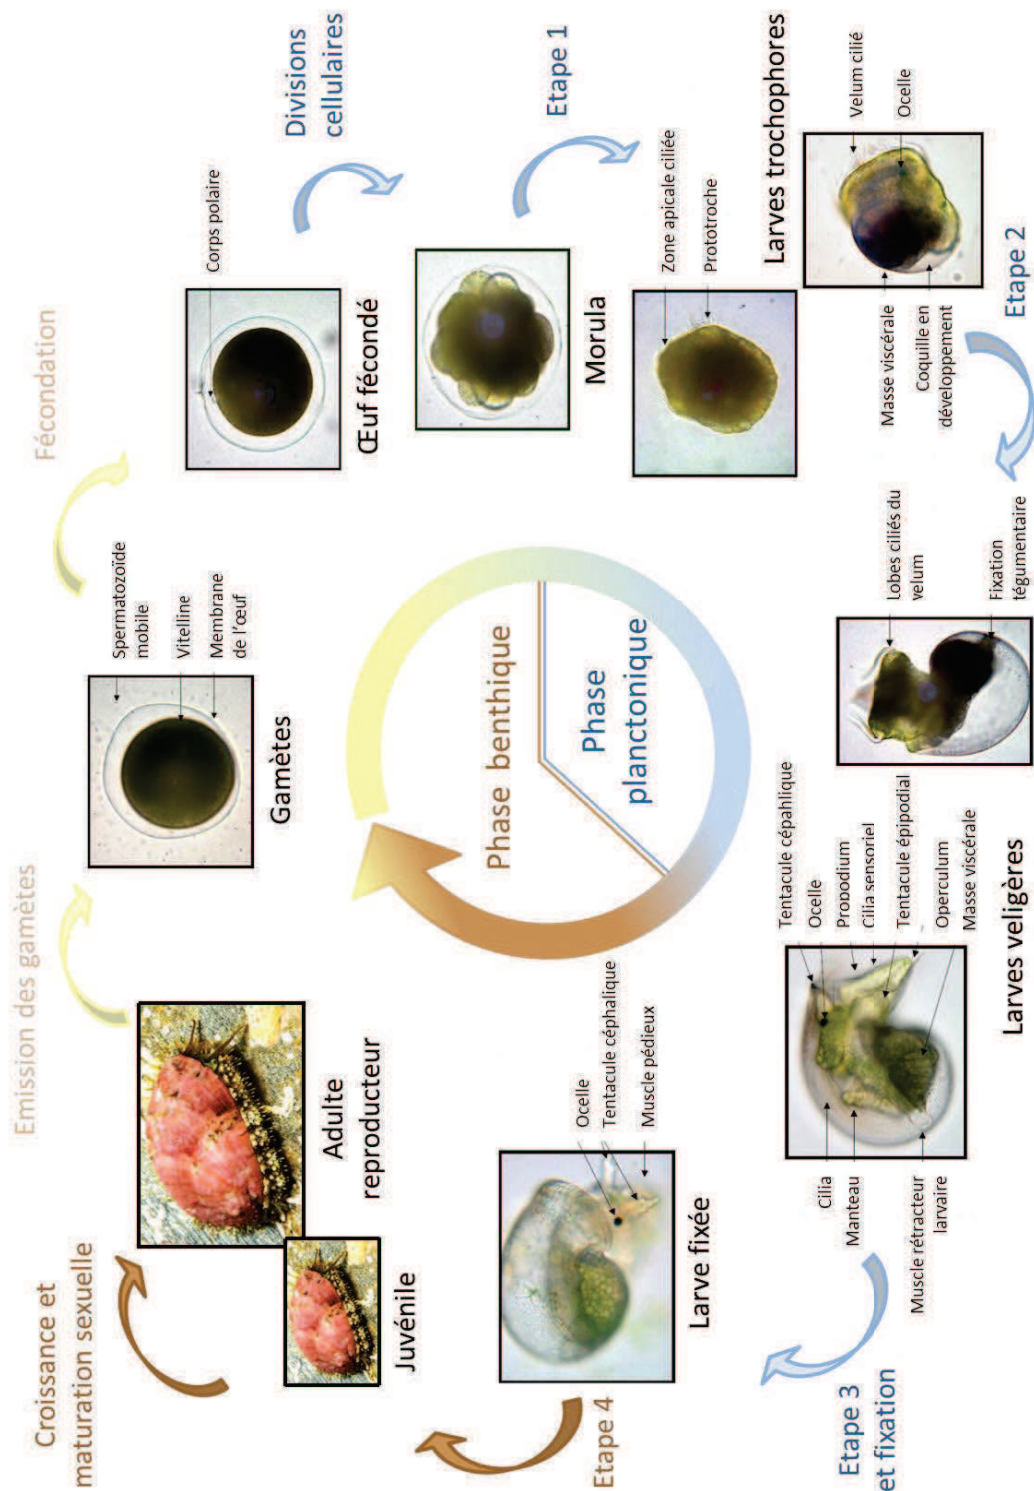 Croissance et
maturation sexuelle
Emission des gamètes
Fécondation
Adulte
reproducteur
Juvénile
Gamètes
Spermatozoïde
mobile
Vitelline
Membrane
de l'œuf
Œuf fécondé
Corps polaire
Divisions
cellulaires
Morula
Etape 1
Phase benthique
Phase
planctonique
Zone apicale ciliée
Prototroche
Larves trochophores
Velum cilié
Ocelle
Masse viscérale
Coquille en
développement
Etape 2
Lobes ciliés du
velum
Fixation
tégumentaire
Tentacule cépahlique
Ocelle
Propodium
Cilia sensoriel
Tentacule épipodial
Operculum
Masse viscérale
Larves veligères
Cilia
Manteau
Muscle rétracteur
larvaire
Etape 3
et fixation
Ocelle
Tentacule céphalique
Muscle pédieux
Larve fixée
Etape 4